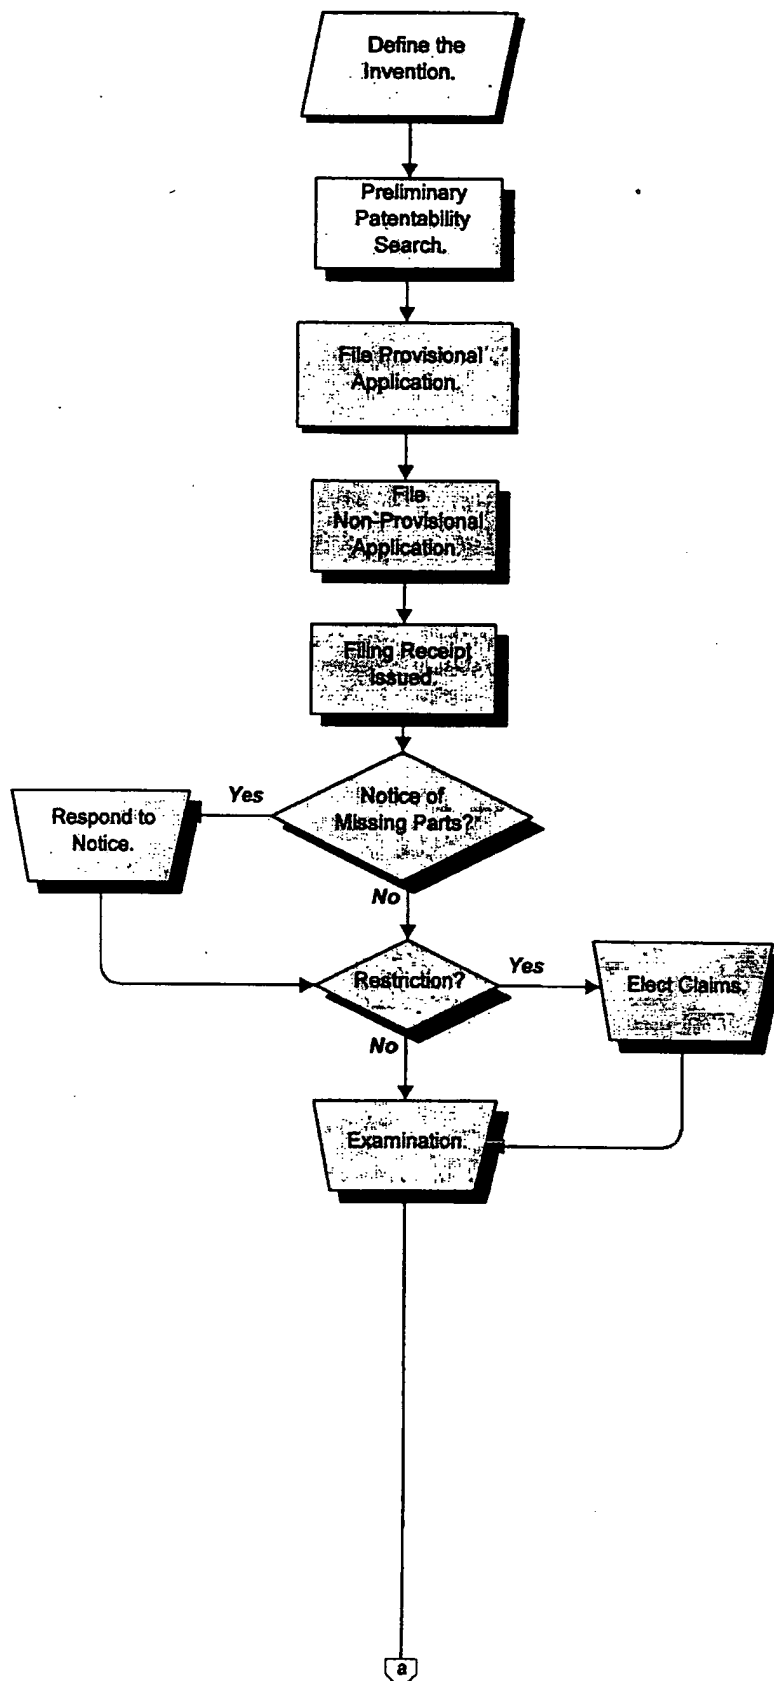 Define the
Invention.
Preliminary
Patentability
Search.
File Provisional
Application.
File
Non-Provisional
Application.
Filing Receipt
Issued.
Yes
Notice of
Missing Parts?
Respond to
Notice.
No
Restriction?
Yes
Elect Claims.
No
Examination.
a